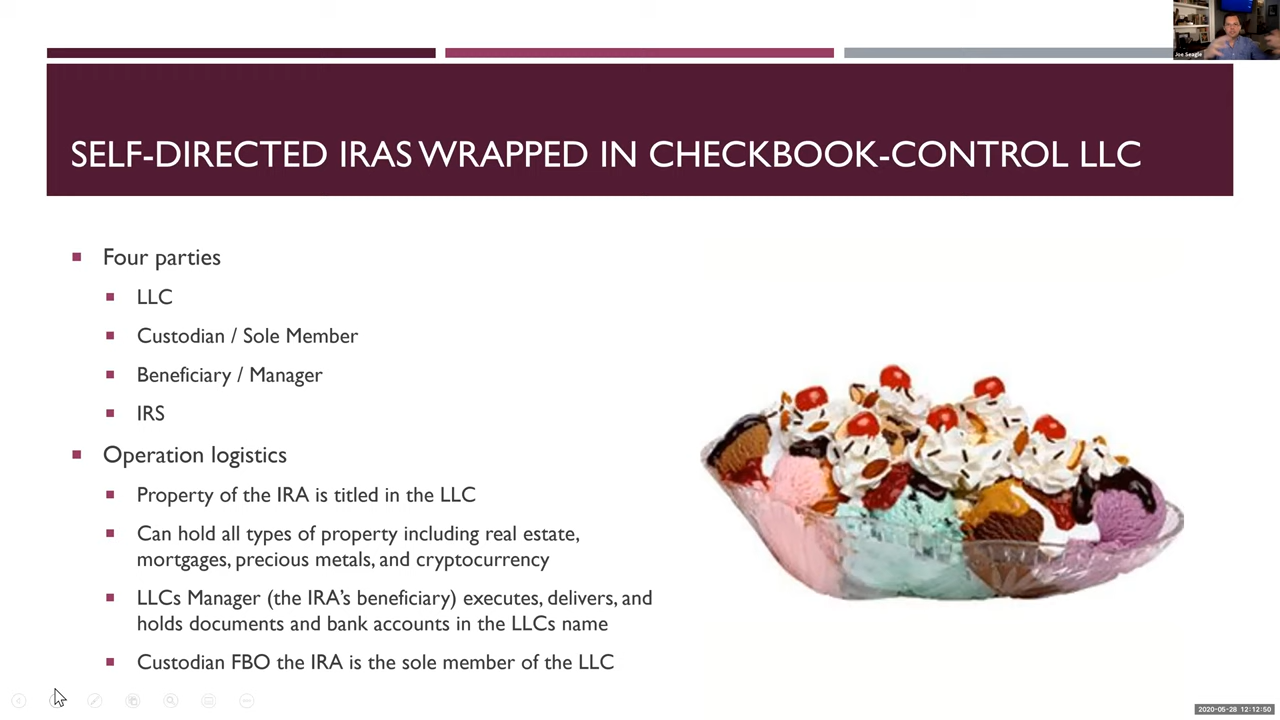 Joe Seagle
SELF-DIRECTED IRAS WRAPPED IN CHECKBOOK-CONTROL LLC
Four parties
LLC
Custodian / Sole Member
Beneficiary / Manager
IRS
Operation logistics
Property of the IRA is titled in the LLC
Can hold all types of property including real estate,
mortgages, precious metals, and cryptocurrency
LLCs Manager (the IRA's beneficiary) executes, delivers, and
holds documents and bank accounts in the LLCs name
Custodian FBO the IRA is the sole member of the LLC
2020-05-28 12:12:50